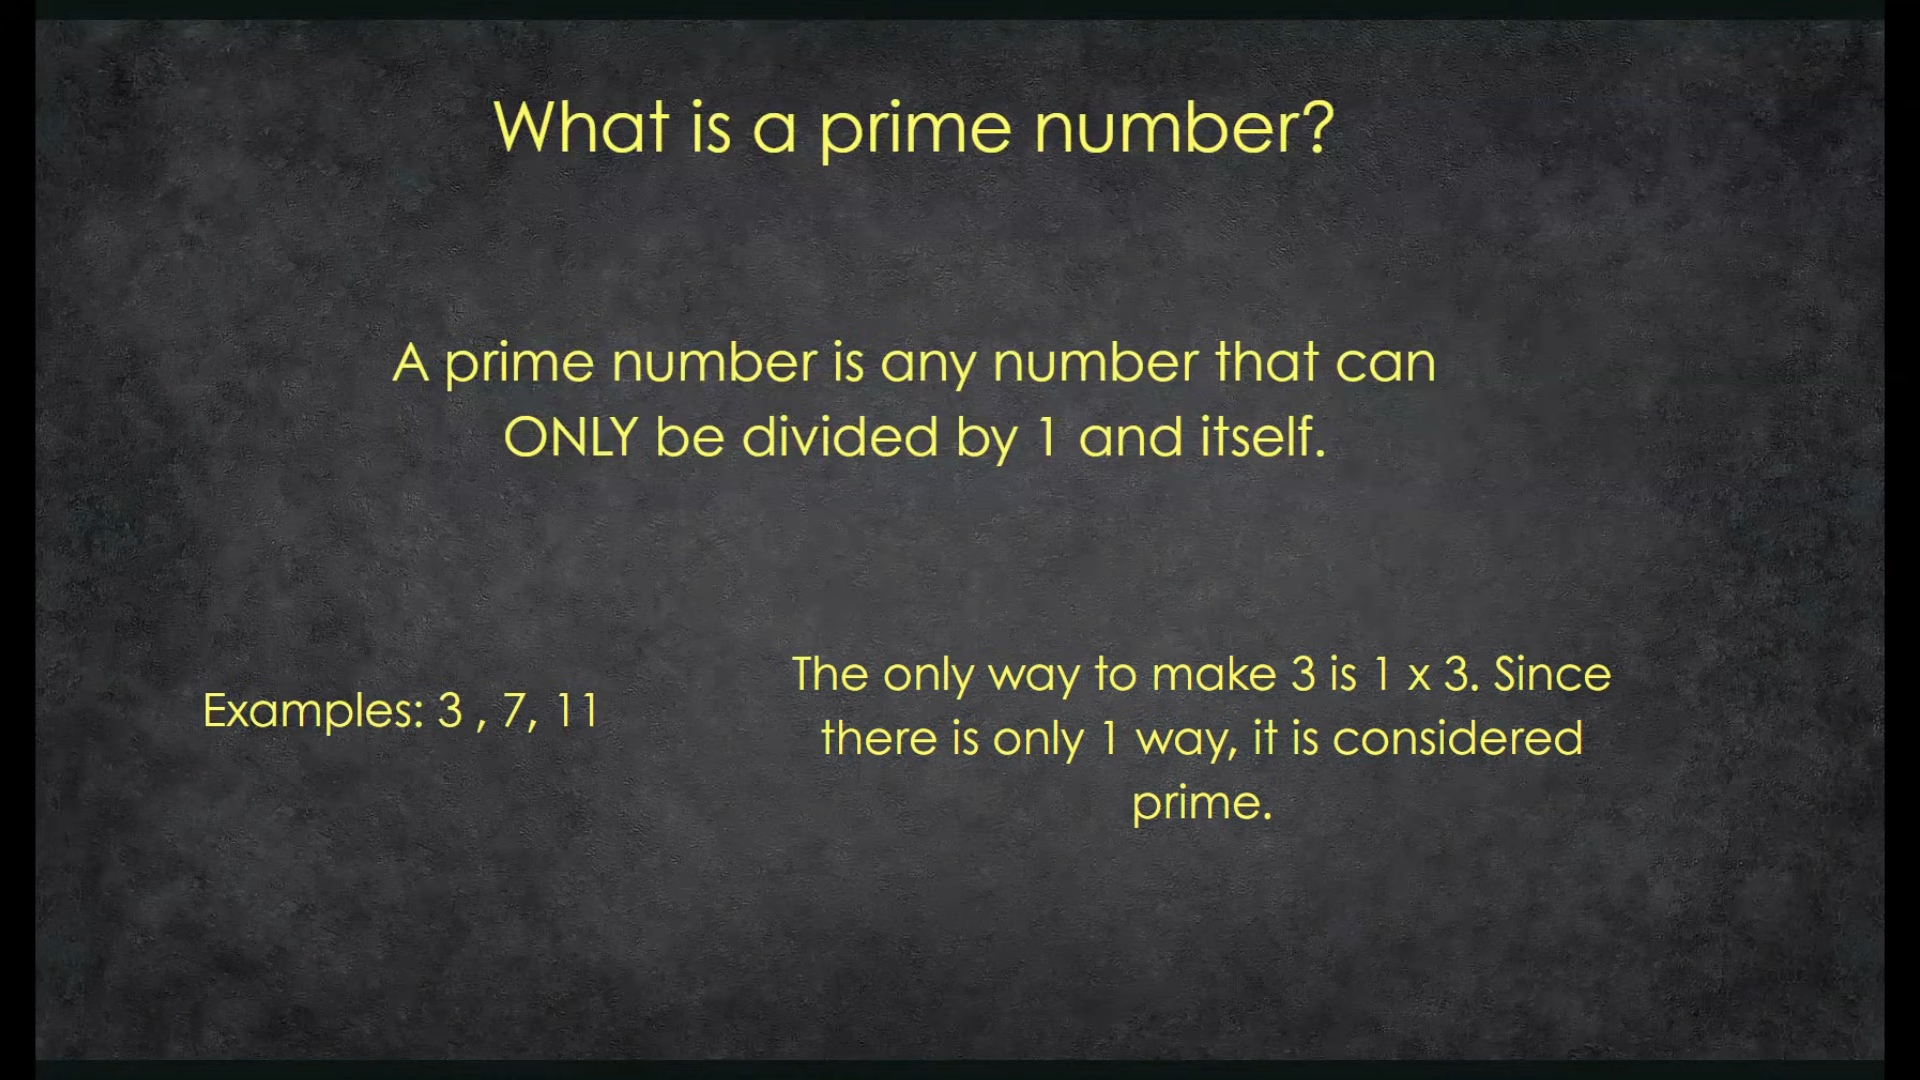 What is a prime number?
A prime number is any number that can
ONLY be divided by 1 and itself.
Examples: 3 , 7, 11
The only way to make 3 is 1 x 3. Since
there is only 1 way, it is considered
prime.